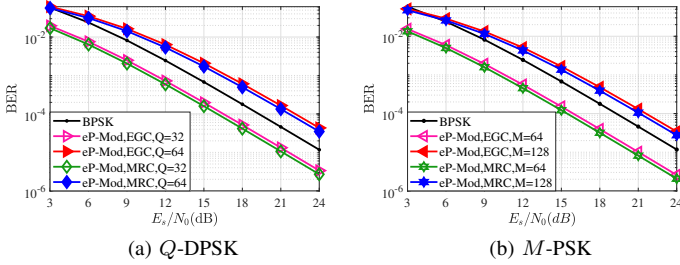 BER
10^-2
10^-4
10^-6
BPSK
eP-Mod,EGC,Q=32
eP-Mod,EGC,Q=64
eP-Mod,MRC,Q=32
eP-Mod,MRC,Q=64
3 6 9 12 15 18 21 24
E_s/N_0(dB)
(a) Q-DPSK
BER
10^-2
10^-4
10^-6
BPSK
eP-Mod,EGC,M=64
eP-Mod,EGC,M=128
eP-Mod,MRC,M=64
eP-Mod,MRC,M=128
3 6 9 12 15 18 21 24
E_s/N_0(dB)
(b) M-PSK